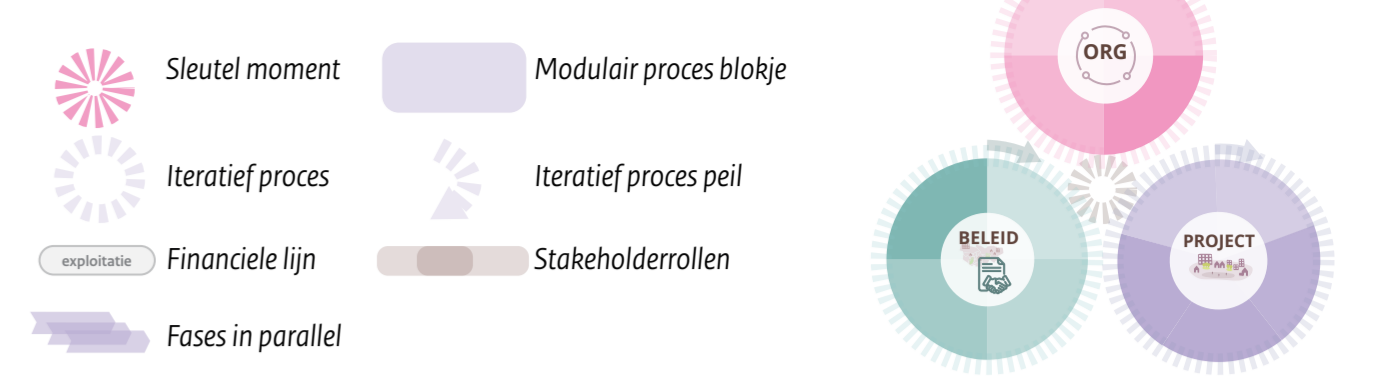 Sleutel moment
Modulair proces blokje
Iteratief proces
Iteratief proces peil
exploitatie
Financiele lijn
Stakeholderrollen
Fases in parallel
ORG
BELEID
PROJECT